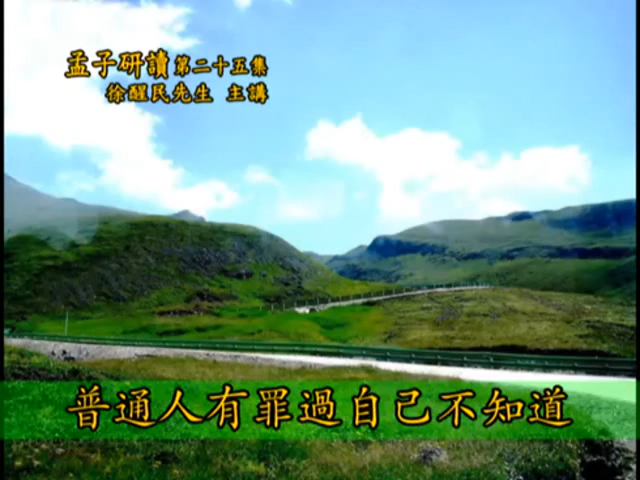 孟子研讀第二十五集
徐醒民先生 主講
普通人有罪過自己不知道